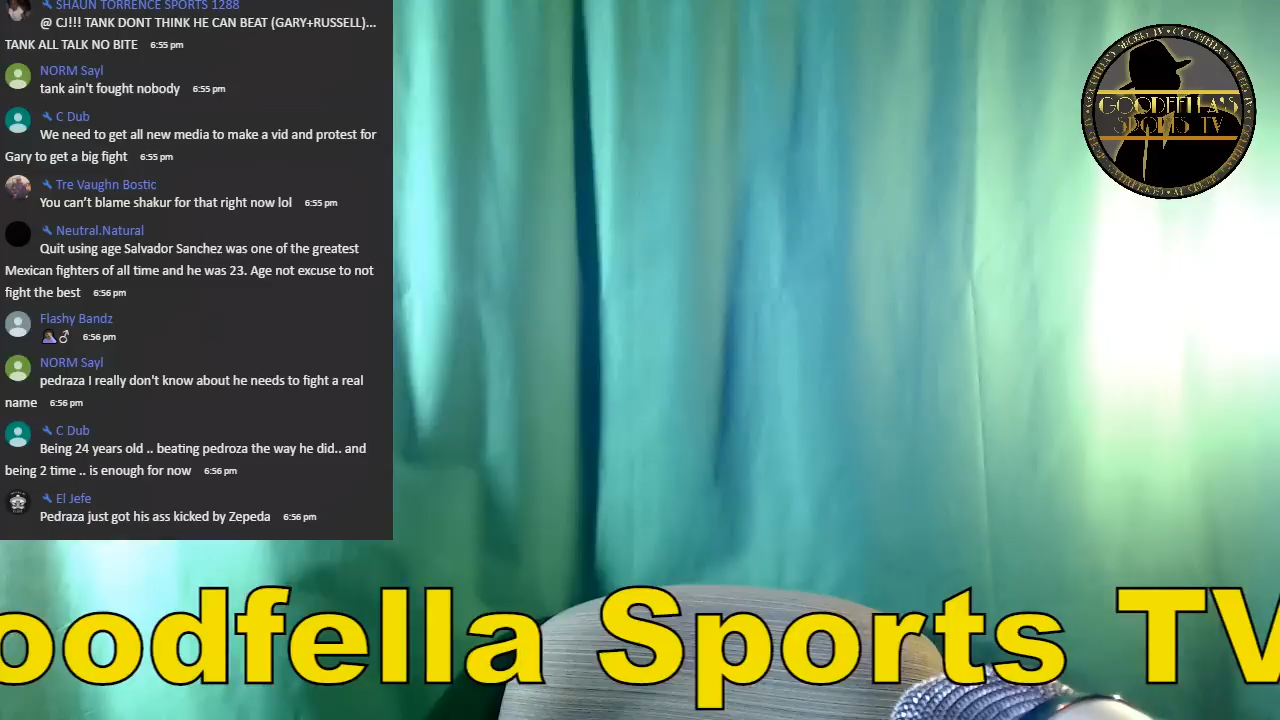 SHAUN TORRENCE SPORTS 1288
@ CJ!!! TANK DONT THINK HE CAN BEAT (GARY+RUSSELL)...
TANK ALL TALK NO BITE 6:55 pm
NORM Sayl
tank ain't fought nobody 6:55 pm
C Dub
We need to get all new media to make a vid and protest for
Gary to get a big fight 6:55 pm
Tre Vaughn Bostic
You can’t blame shakur for that right now lol 6:55 pm
Neutral.Natural
Quit using age Salvador Sanchez was one of the greatest
Mexican fighters of all time and he was 23. Age not excuse to not
fight the best 6:56 pm
Flashy Bandz
6:56 pm
NORM Sayl
pedraza I really don't know about he needs to fight a real
name 6:56 pm
C Dub
Being 24 years old .. beating pedroza the way he did.. and
being 2 time .. is enough for now 6:56 pm
El Jefe
Pedraza just got his ass kicked by Zepeda 6:56 pm
GOODFELLA'S
SPORTS TV
oodfella Sports TV